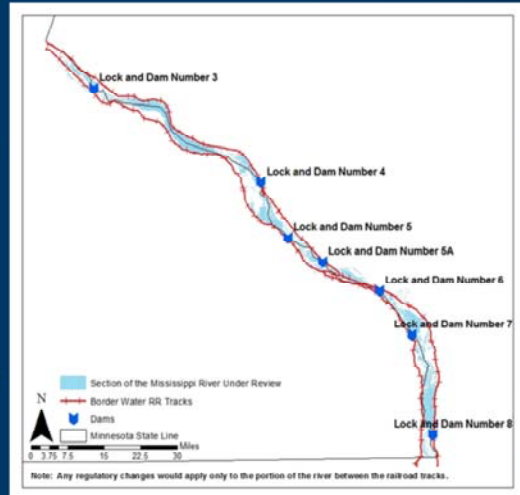 Lock and Dam Number 3
Lock and Dam Number 4
Lock and Dam Number 5
Lock and Dam Number 5A
Lock and Dam Number 6
Lock and Dam Number 7
Lock and Dam Number 8
Section of the Mississippi River Under Review
Border Water RR Tracks
Dams
Minnesota State Line
N
Miles
0 3.75 7.5 15 22.5 30
Note: Any regulatory changes would apply only to the portion of the river between the railroad tracks.